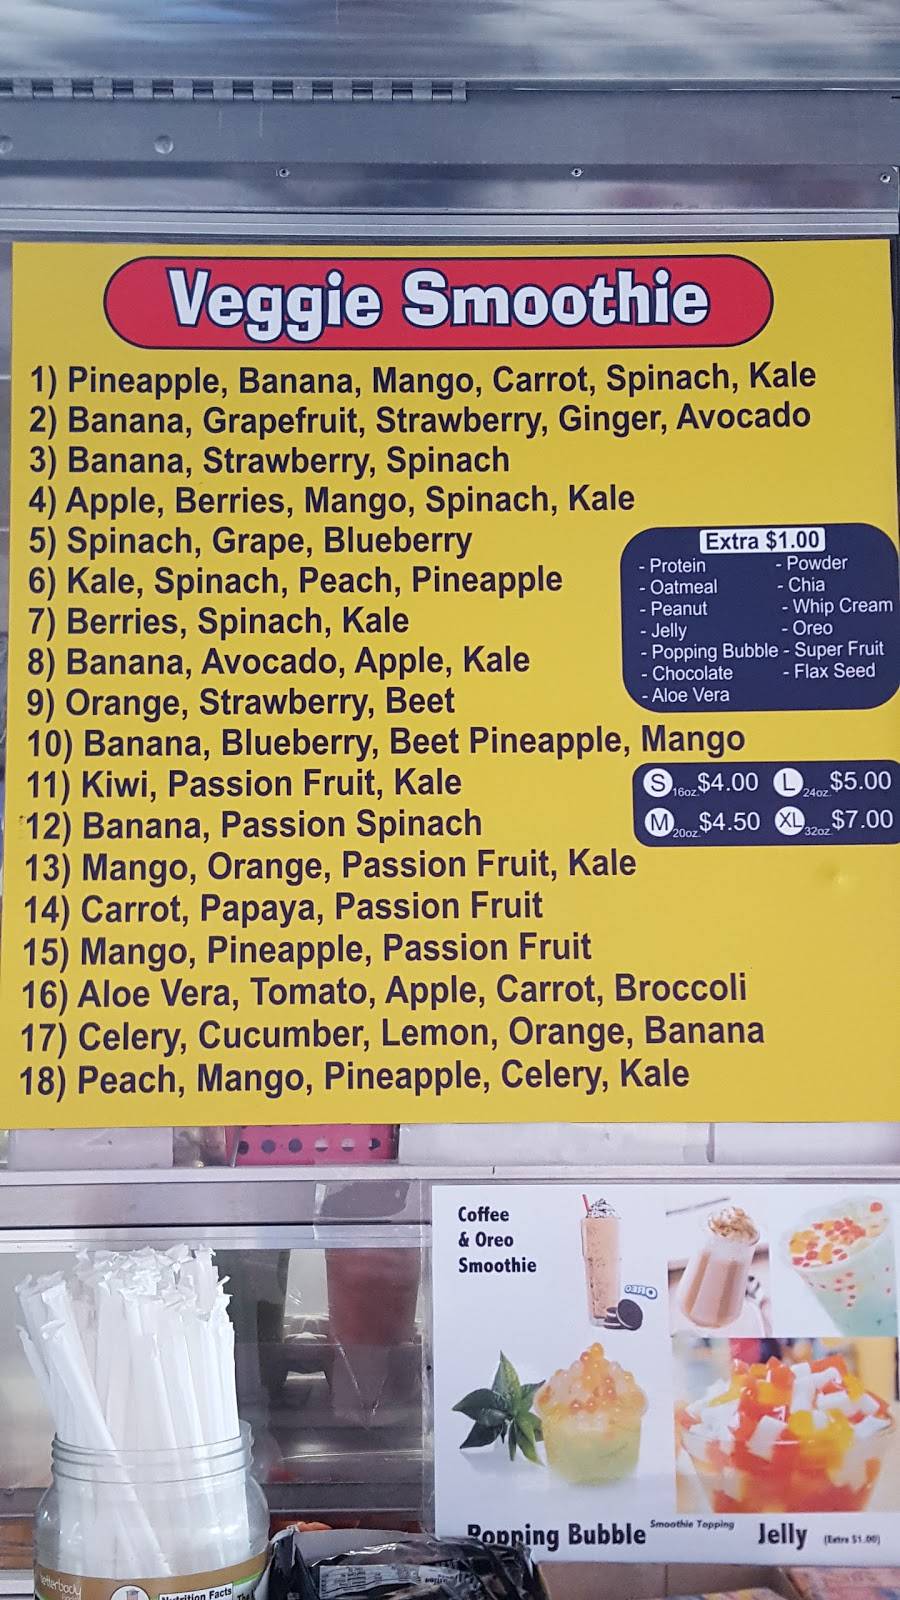 Veggie Smoothie
1) Pineapple, Banana, Mango, Carrot, Spinach, Kale
2) Banana, Grapefruit, Strawberry, Ginger, Avocado
3) Banana, Strawberry, Spinach
4) Apple, Berries, Mango, Spinach, Kale
5) Spinach, Grape, Blueberry
6) Kale, Spinach, Peach, Pineapple
7) Berries, Spinach, Kale
8) Banana, Avocado, Apple, Kale
9) Orange, Strawberry, Beet
10) Banana, Blueberry, Beet Pineapple, Mango
11) Kiwi, Passion Fruit, Kale
12) Banana, Passion Spinach
13) Mango, Orange, Passion Fruit, Kale
14) Carrot, Papaya, Passion Fruit
15) Mango, Pineapple, Passion Fruit
16) Aloe Vera, Tomato, Apple, Carrot, Broccoli
17) Celery, Cucumber, Lemon, Orange, Banana
18) Peach, Mango, Pineapple, Celery, Kale
Extra $1.00
- Protein - Powder
- Oatmeal - Chia
- Peanut - Whip Cream
- Jelly - Oreo
- Popping Bubble - Super Fruit
- Chocolate - Flax Seed
- Aloe Vera
S 16oz. $4.00 L 24oz. $5.00
M 20oz. $4.50 XL 32oz. $7.00
Coffee
& Oreo
Smoothie
OREO
Popping Bubble Smoothie Topping Jelly (Extra $1.00)
betterbody
Nutrition Facts